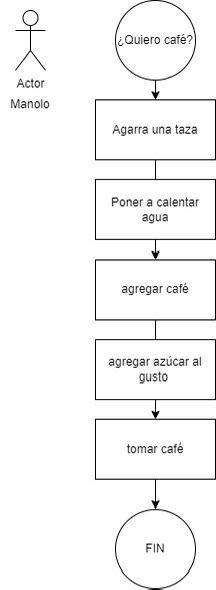 ¿Quiero café?
Actor
Manolo
Agarra una taza
Poner a calentar
agua
agregar café
agregar azúcar al
gusto
tomar café
FIN